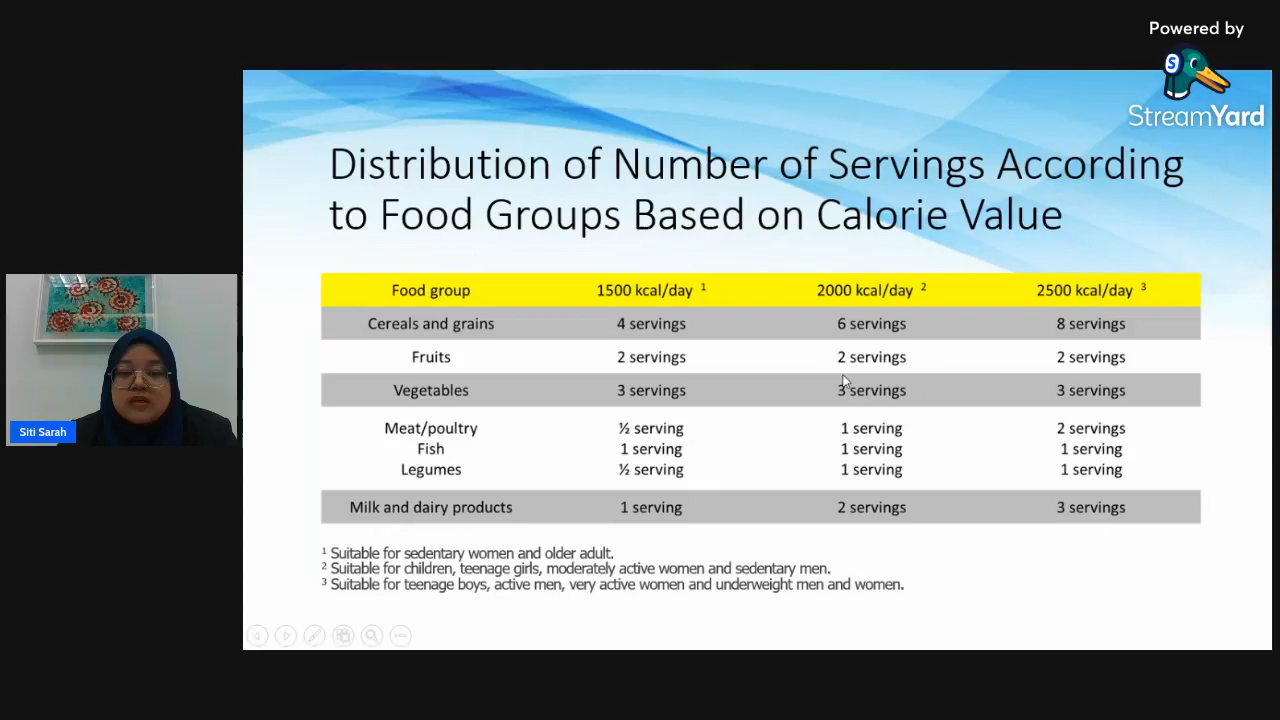 Powered by
S
StreamYard
Distribution of Number of Servings According
to Food Groups Based on Calorie Value
Food group 1500 kcal/day 1 2000 kcal/day 2 2500 kcal/day 3
Cereals and grains 4 servings 6 servings 8 servings
Fruits 2 servings 2 servings 2 servings
Vegetables 3 servings 3 servings 3 servings
Meat/poultry ½ serving 1 serving 2 servings
Fish 1 serving 1 serving 1 serving
Legumes ½ serving 1 serving 1 serving
Milk and dairy products 1 serving 2 servings 3 servings
1 Suitable for sedentary women and older adult.
2 Suitable for children, teenage girls, moderately active women and sedentary men.
3 Suitable for teenage boys, active men, very active women and underweight men and women.
Siti Sarah